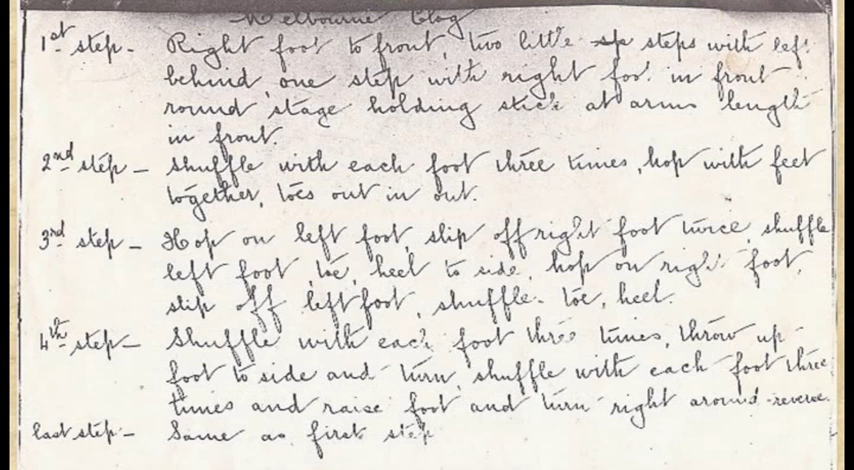 Melbourne Clog
1st step - Right foot to front, two little sp steps with left
behind, one step with right foot in front
round stage holding stick at arms length
in front.
2nd step - Shuffle with each foot three times, hop with feet
together, toes out in out.
3rd step - Hop on left foot, slip off right foot twice, shuffle
left foot, toe, heel to side, hop on right foot,
slip off left foot, shuffle - toe, heel.
4th step - Shuffle with each foot three times, throw up
foot to side and turn, shuffle with each foot three
times and raise foot and turn right around - reverse.
last step - Same as first step